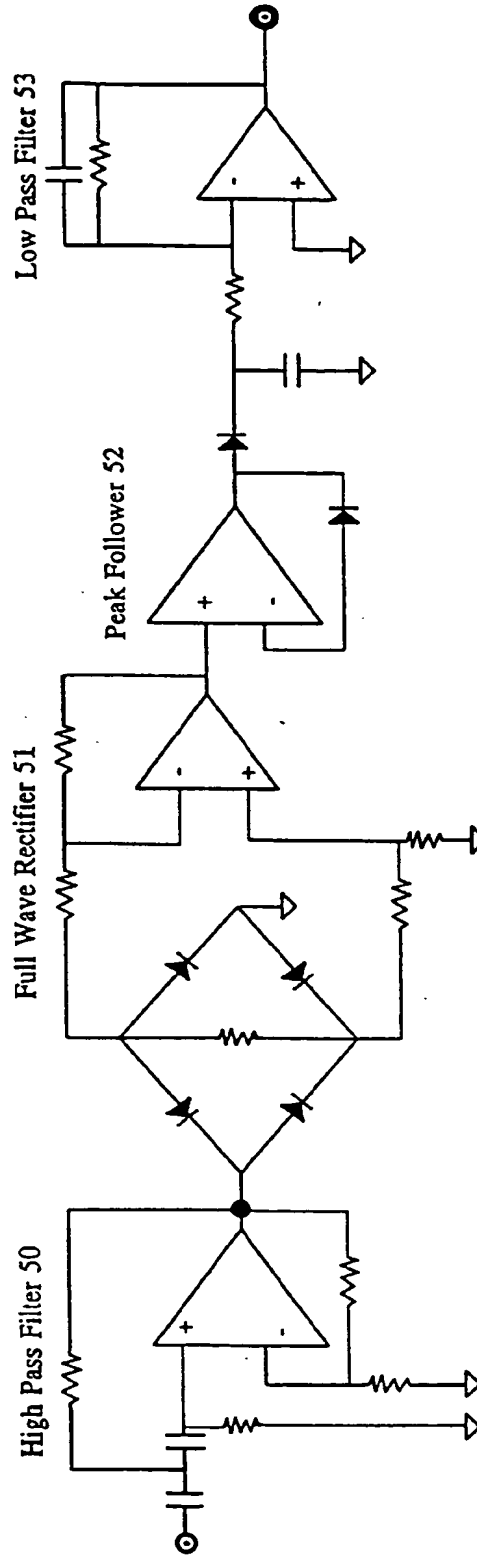 High Pass Filter 50
Full Wave Rectifier 51
Peak Follower 52
Low Pass Filter 53
+
-
-
+
+
-
-
+